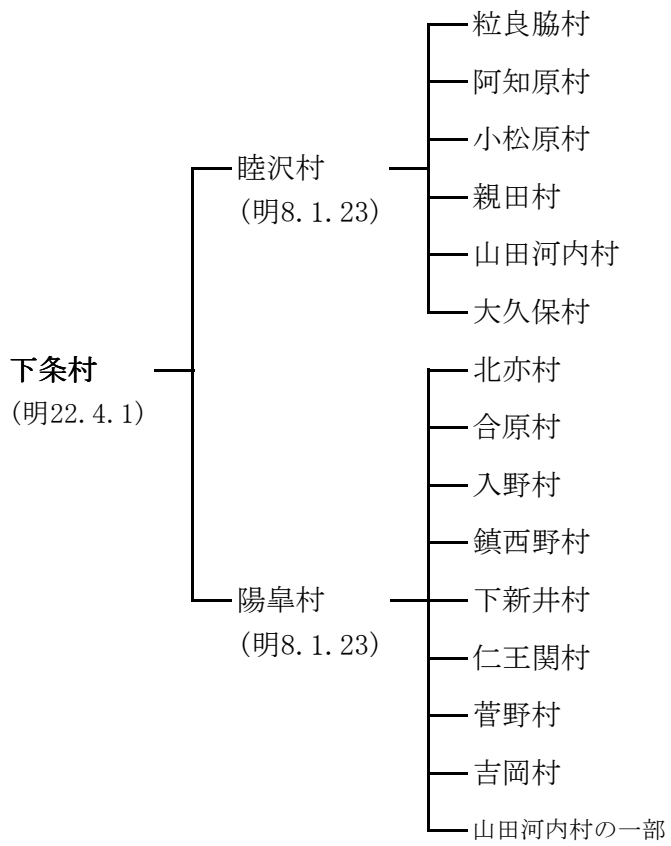 下条村
(明22.4.1)
睦沢村
(明8.1.23)
粒良脇村
阿知原村
小松原村
親田村
山田河内村
大久保村
陽皐村
(明8.1.23)
北亦村
合原村
入野村
鎮西野村
下新井村
仁王関村
菅野村
吉岡村
山田河内村の一部